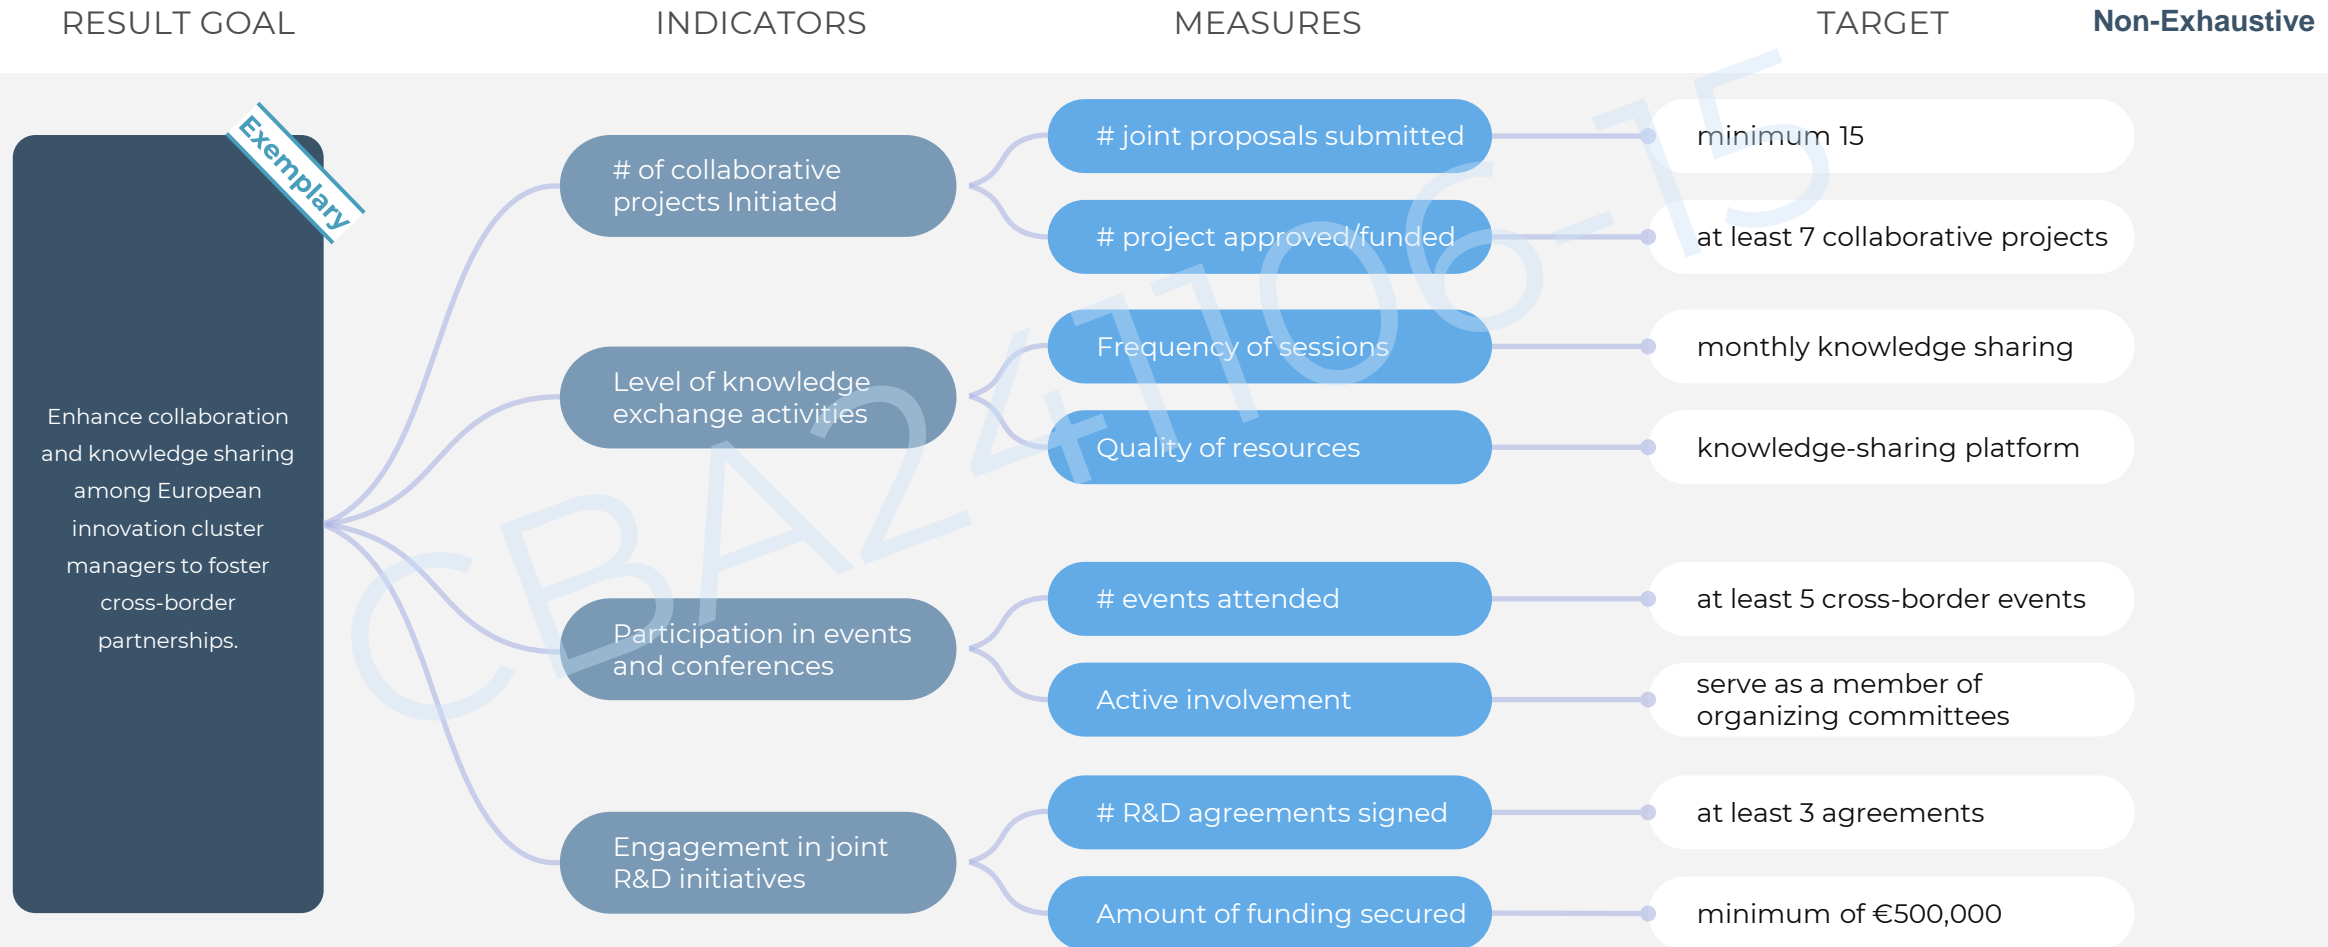 RESULT GOAL
INDICATORS
MEASURES
TARGET
Non-Exhaustive
Exemplary
Enhance collaboration
and knowledge sharing
among European
innovation cluster
managers to foster
cross-border
partnerships.
# of collaborative
projects Initiated
# joint proposals submitted
minimum 15
# project approved/funded
at least 7 collaborative projects
Level of knowledge
exchange activities
Frequency of sessions
monthly knowledge sharing
Quality of resources
knowledge-sharing platform
Participation in events
and conferences
# events attended
at least 5 cross-border events
Active involvement
serve as a member of
organizing committees
Engagement in joint
R&D initiatives
# R&D agreements signed
at least 3 agreements
Amount of funding secured
minimum of €500,000
CBA241106-15